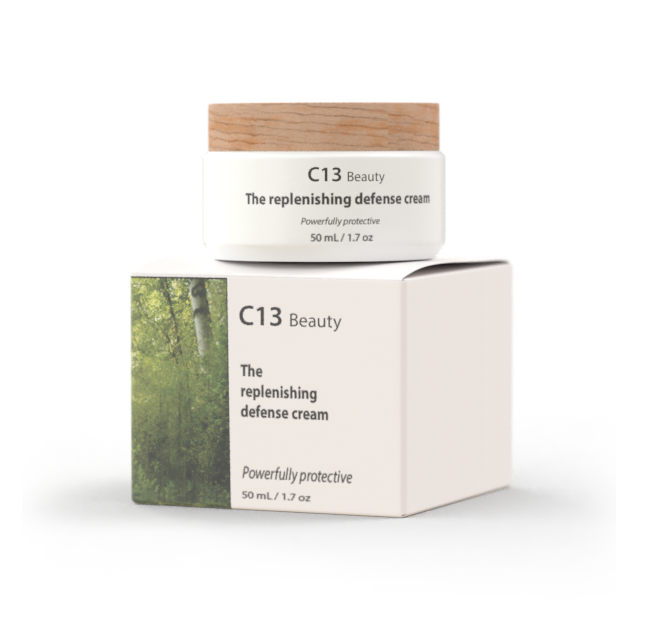 C13 Beauty
The replenishing defense cream
Powerfully protective
50 mL / 1.7 oz
C13 Beauty
The
replenishing
defense cream
Powerfully protective
50 mL / 1.7 oz